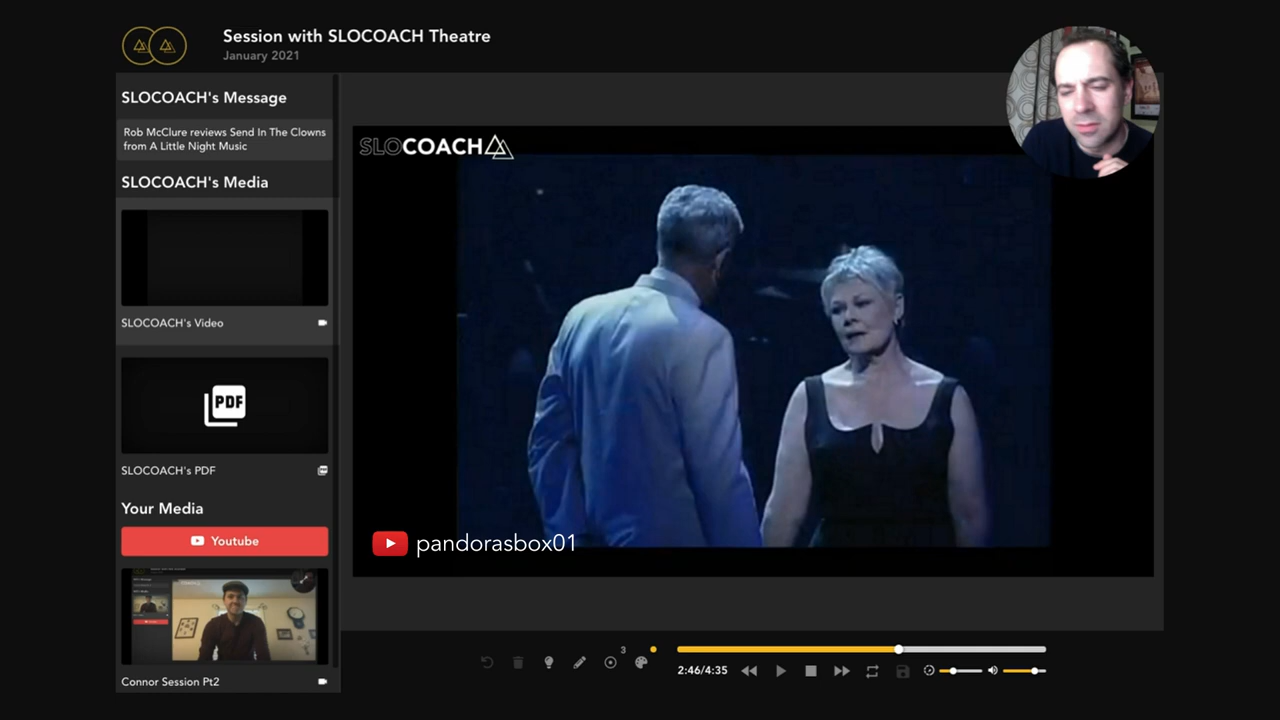 Session with SLOCOACH Theatre
January 2021
SLOCOACH's Message
Rob McClure reviews Send In The Clowns
from A Little Night Music
SLOCOACH's Media
SLOCOACH's Video
PDF
SLOCOACH's PDF
Your Media
Youtube
Connor Session Pt2
SLOCOACH
pandorasbox01
3
2:46/4:35